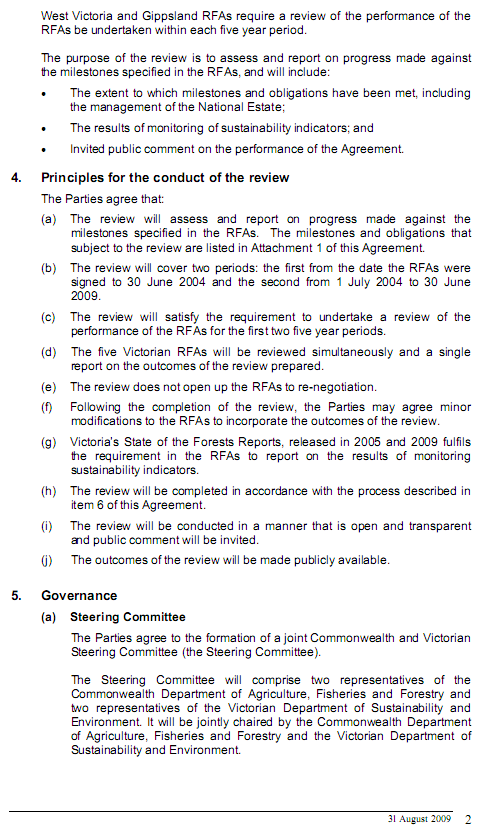 West Victoria and Gippsland RFAs require a review of the performance of the
RFAs be undertaken within each five year period.
The purpose of the review is to assess and report on progress made against
the milestones specified in the RFAs, and will include:
• The extent to which milestones and obligations have been met, including
the management of the National Estate;
• The results of monitoring of sustainability indicators; and
• Invited public comment on the performance of the Agreement.
4. Principles for the conduct of the review
The Parties agree that:
(a) The review will assess and report on progress made against the
milestones specified in the RFAs. The milestones and obligations that
subject to the review are listed in Attachment 1 of this Agreement.
(b) The review will cover two periods: the first from the date the RFAs were
signed to 30 June 2004 and the second from 1 July 2004 to 30 June
2009.
(c) The review will satisfy the requirement to undertake a review of the
performance of the RFAs for the first two five year periods.
(d) The five Victorian RFAs will be reviewed simultaneously and a single
report on the outcomes of the review prepared.
(e) The review does not open up the RFAs to re-negotiation.
(f) Following the completion of the review, the Parties may agree minor
modifications to the RFAs to incorporate the outcomes of the review.
(g) Victoria's State of the Forests Reports, released in 2005 and 2009 fulfils
the requirement in the RFAs to report on the results of monitoring
sustainability indicators.
(h) The review will be completed in accordance with the process described in
item 6 of this Agreement.
(i) The review will be conducted in a manner that is open and transparent
and public comment will be invited.
(j) The outcomes of the review will be made publicly available.
5. Governance
(a) Steering Committee
The Parties agree to the formation of a joint Commonwealth and Victorian
Steering Committee (the Steering Committee).
The Steering Committee will comprise two representatives of the
Commonwealth Department of Agriculture, Fisheries and Forestry and
two representatives of the Victorian Department of Sustainability and
Environment. It will be jointly chaired by the Commonwealth Department
of Agriculture, Fisheries and Forestry and the Victorian Department of
Sustainability and Environment.
31 August 2009 2